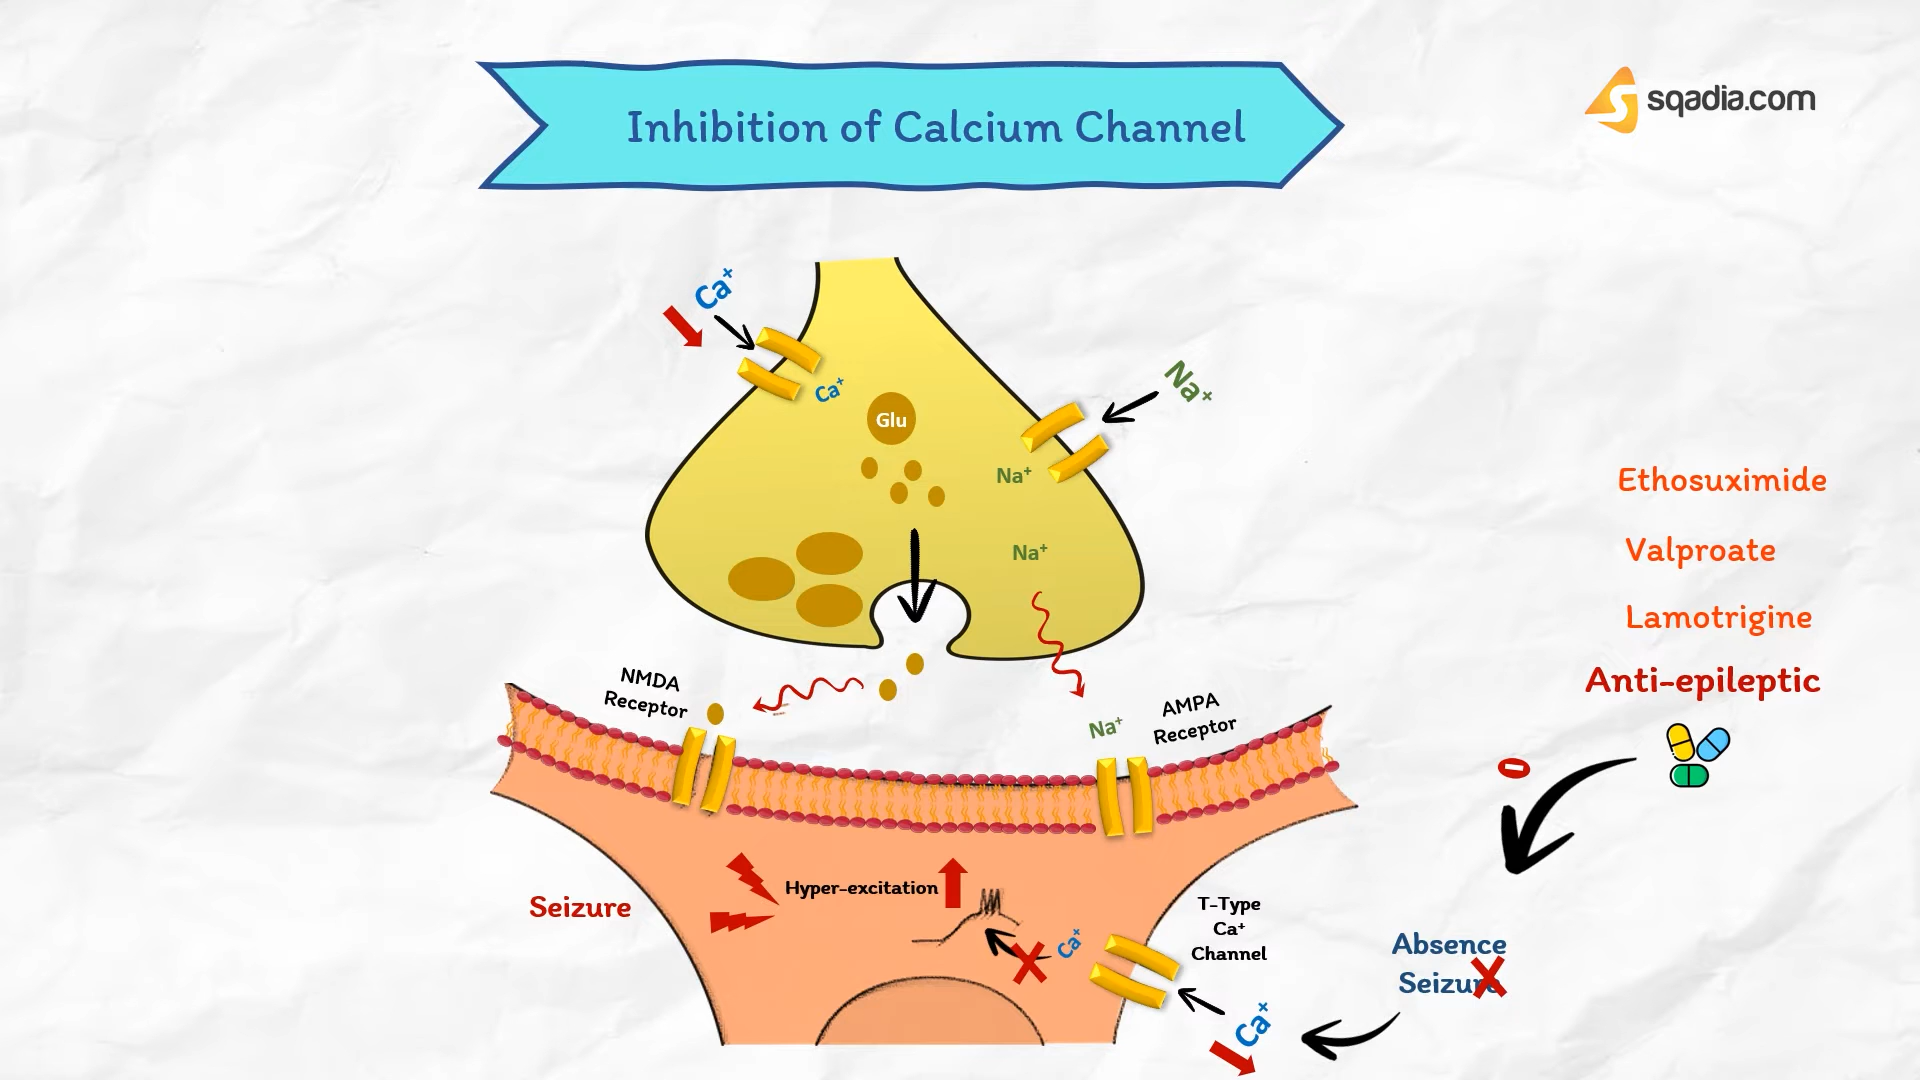 Inhibition of Calcium Channel
sqadia.com
Ca⁺
Ca⁺
Glu
Na⁺
Na⁺
Na⁺
Ethosuximide
Valproate
Lamotrigine
Anti-epileptic
NMDA
Receptor
Na⁺
AMPA
Receptor
Seizure
Hyper-excitation
Ca⁺
T-Type
Ca⁺
Channel
Absence
Seizure
Ca⁺